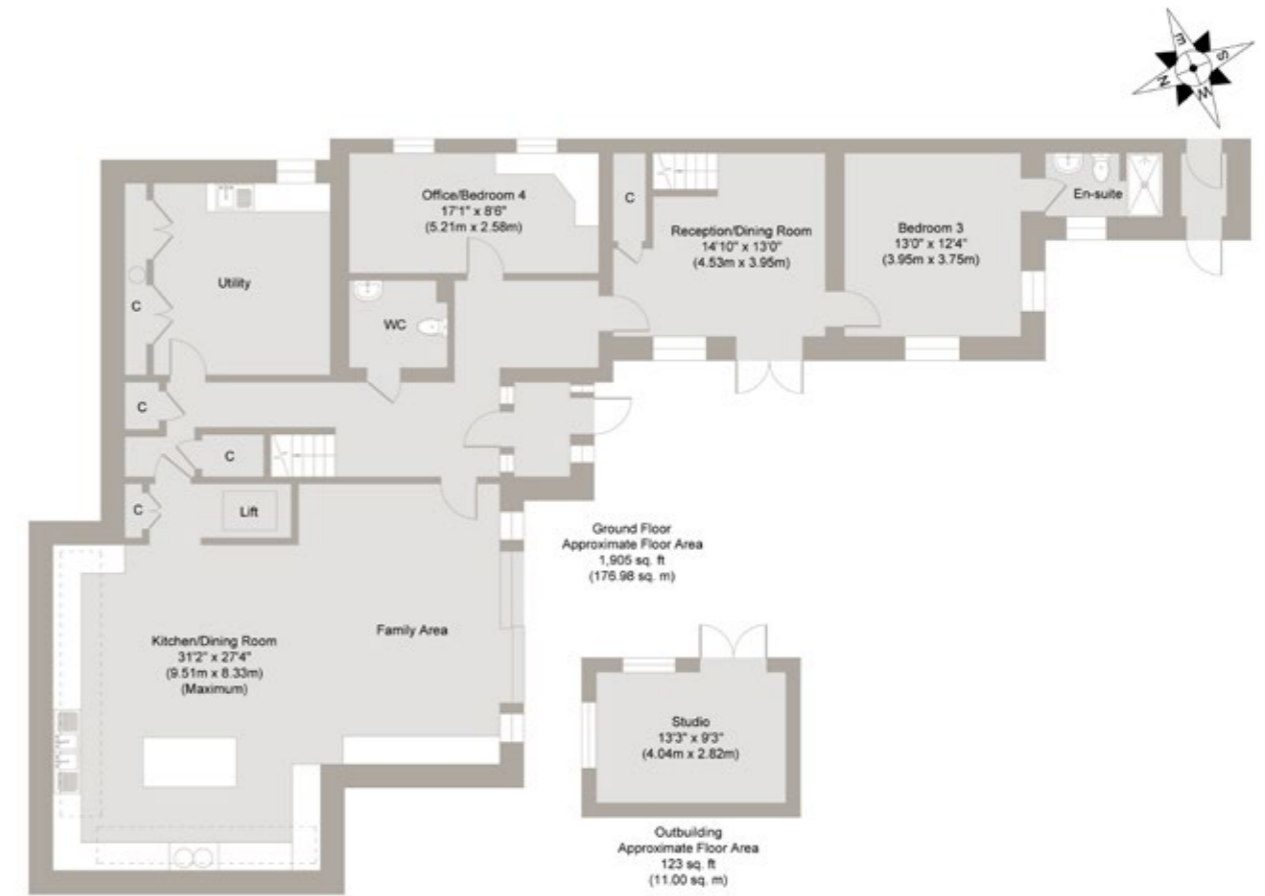 E
S
N
W
Office/Bedroom 4
17'1" x 8'6"
(5.21m x 2.58m)
C
Reception/Dining Room
14'10" x 13'0"
(4.53m x 3.95m)
Bedroom 3
13'0" x 12'4"
(3.95m x 3.75m)
En-suite
Utility
C
WC
C
C
C
Lift
Ground Floor
Approximate Floor Area
1,905 sq. ft
(176.98 sq. m)
Kitchen/Dining Room
31'2" x 27'4"
(9.51m x 8.33m)
(Maximum)
Family Area
Studio
13'3" x 9'3"
(4.04m x 2.82m)
Outbuilding
Approximate Floor Area
123 sq. ft
(11.00 sq. m)